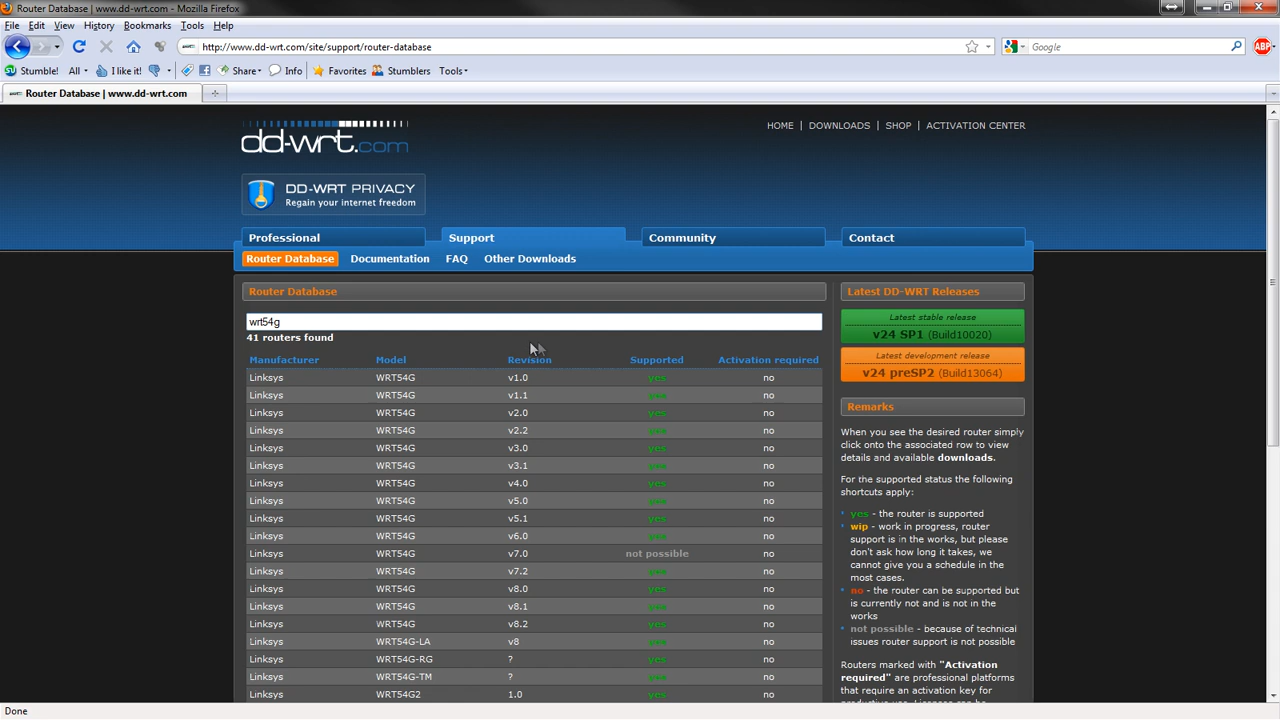 Router Database | www.dd-wrt.com - Mozilla Firefox
File Edit View History Bookmarks Tools Help
http://www.dd-wrt.com/site/support/router-database
Google
ABP
Stumble! All I like it! Share Info Favorites Stumblers Tools
Router Database | www.dd-wrt.com
HOME | DOWNLOADS | SHOP | ACTIVATION CENTER
dd-wrt.com
DD-WRT PRIVACY
Regain your internet freedom
Professional Support Community Contact
Router Database Documentation FAQ Other Downloads
Router Database
wrt54g
41 routers found
Manufacturer Model Revision Supported Activation required
Linksys WRT54G v1.0 yes no
Linksys WRT54G v1.1 yes no
Linksys WRT54G v2.0 yes no
Linksys WRT54G v2.2 yes no
Linksys WRT54G v3.0 yes no
Linksys WRT54G v3.1 yes no
Linksys WRT54G v4.0 yes no
Linksys WRT54G v5.0 yes no
Linksys WRT54G v5.1 yes no
Linksys WRT54G v6.0 yes no
Linksys WRT54G v7.0 not possible no
Linksys WRT54G v7.2 yes no
Linksys WRT54G v8.0 yes no
Linksys WRT54G v8.1 yes no
Linksys WRT54G v8.2 yes no
Linksys WRT54G-LA v8 yes no
Linksys WRT54G-RG ? yes no
Linksys WRT54G-TM ? yes no
Linksys WRT54G2 1.0 yes no
Latest DD-WRT Releases
Latest stable release
v24 SP1 (Build10020)
Latest development release
v24 preSP2 (Build13064)
Remarks
When you see the desired router simply
click onto the associated row to view
details and available downloads.
For the supported status the following
shortcuts apply:
yes - the router is supported
wip - work in progress, router
support is in the works, but please
don't ask how long it takes, we
cannot give you a schedule in the
most cases.
no - the router can be supported but
is currently not and is not in the
works
not possible - because of technical
issues router support is not possible
Routers marked with "Activation
required" are professional platforms
that require an activation key for
Done